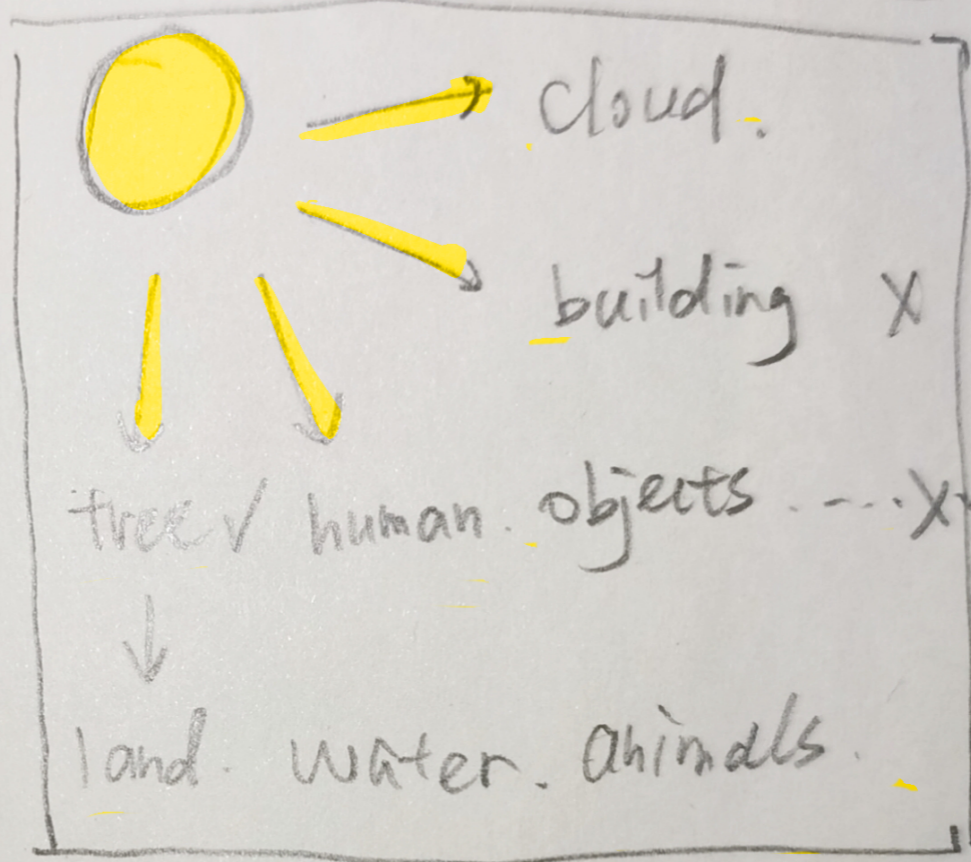 cloud.
building X
tree ✓ human. objects ..... X
land. water. animals.